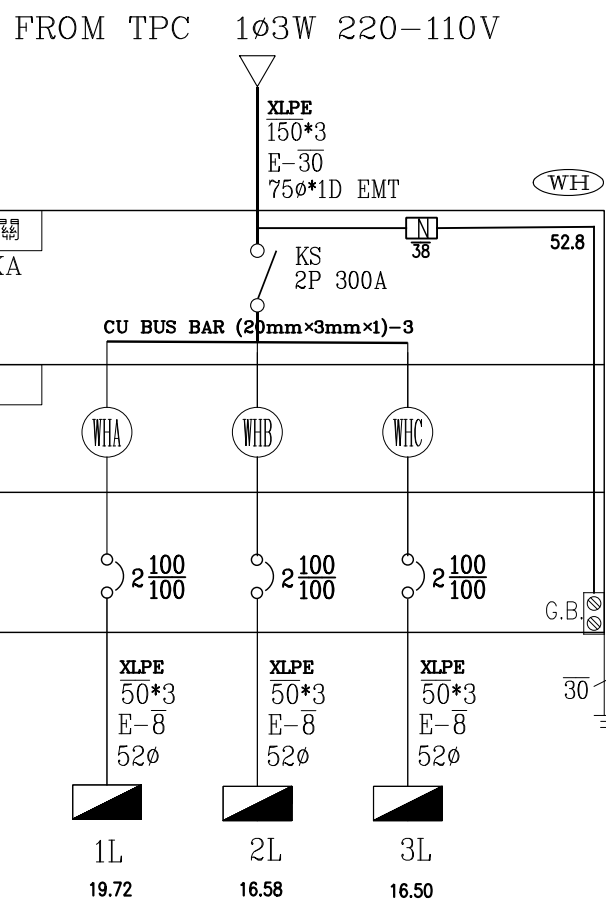 FROM TPC 1ø3W 220-110V
XLPE
150*3
E-30
75ø*1D EMT
WH
關
KA
N
38
52.8
KS
2P 300A
CU BUS BAR (20mm×3mm×1)-3
WHA WHB WHC
2 100/100 2 100/100 2 100/100
G.B.
XLPE XLPE XLPE
50*3 50*3 50*3
30
E-8 E-8 E-8
52ø 52ø 52ø
1L 2L 3L
19.72 16.58 16.50